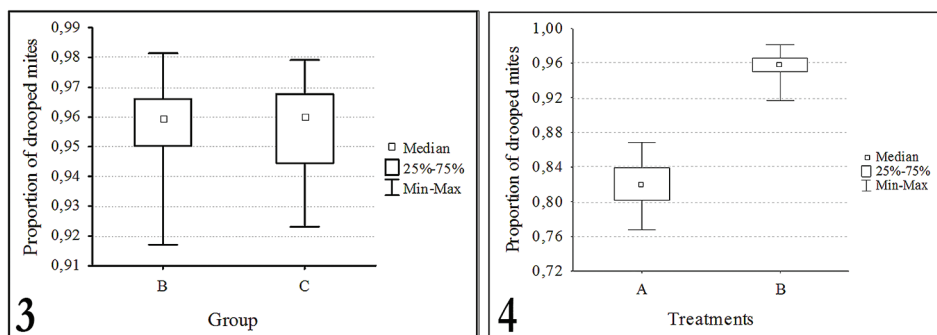 0,99
0,98
0,97
0,96
0,95
0,94
0,93
0,92
0,91
Proportion of drooped mites
B C
Group
Median
25%-75%
Min-Max
3
1,00
0,96
0,92
0,88
0,84
0,80
0,76
0,72
Proportion of drooped mites
A B
Treatments
Median
25%-75%
Min-Max
4